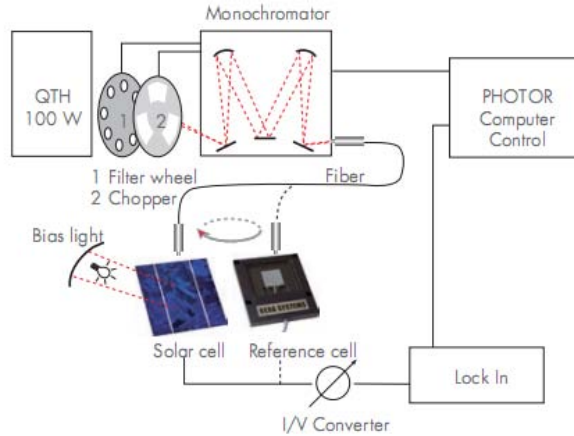 Monochromator
QTH
100 W
1
2
PHOTOR
Computer
Control
1 Filter wheel
2 Chopper
Fiber
Bias light
Solar cell
Reference cell
Lock In
I/V Converter